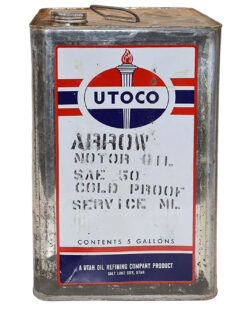 UTOCO
ARROW
MOTOR OIL
SAE 50
COLD PROOF
SERVICE ML
CONTENTS 5 GALLONS
A UTAH OIL REFINING COMPANY PRODUCT
SALT LAKE CITY, UTAH